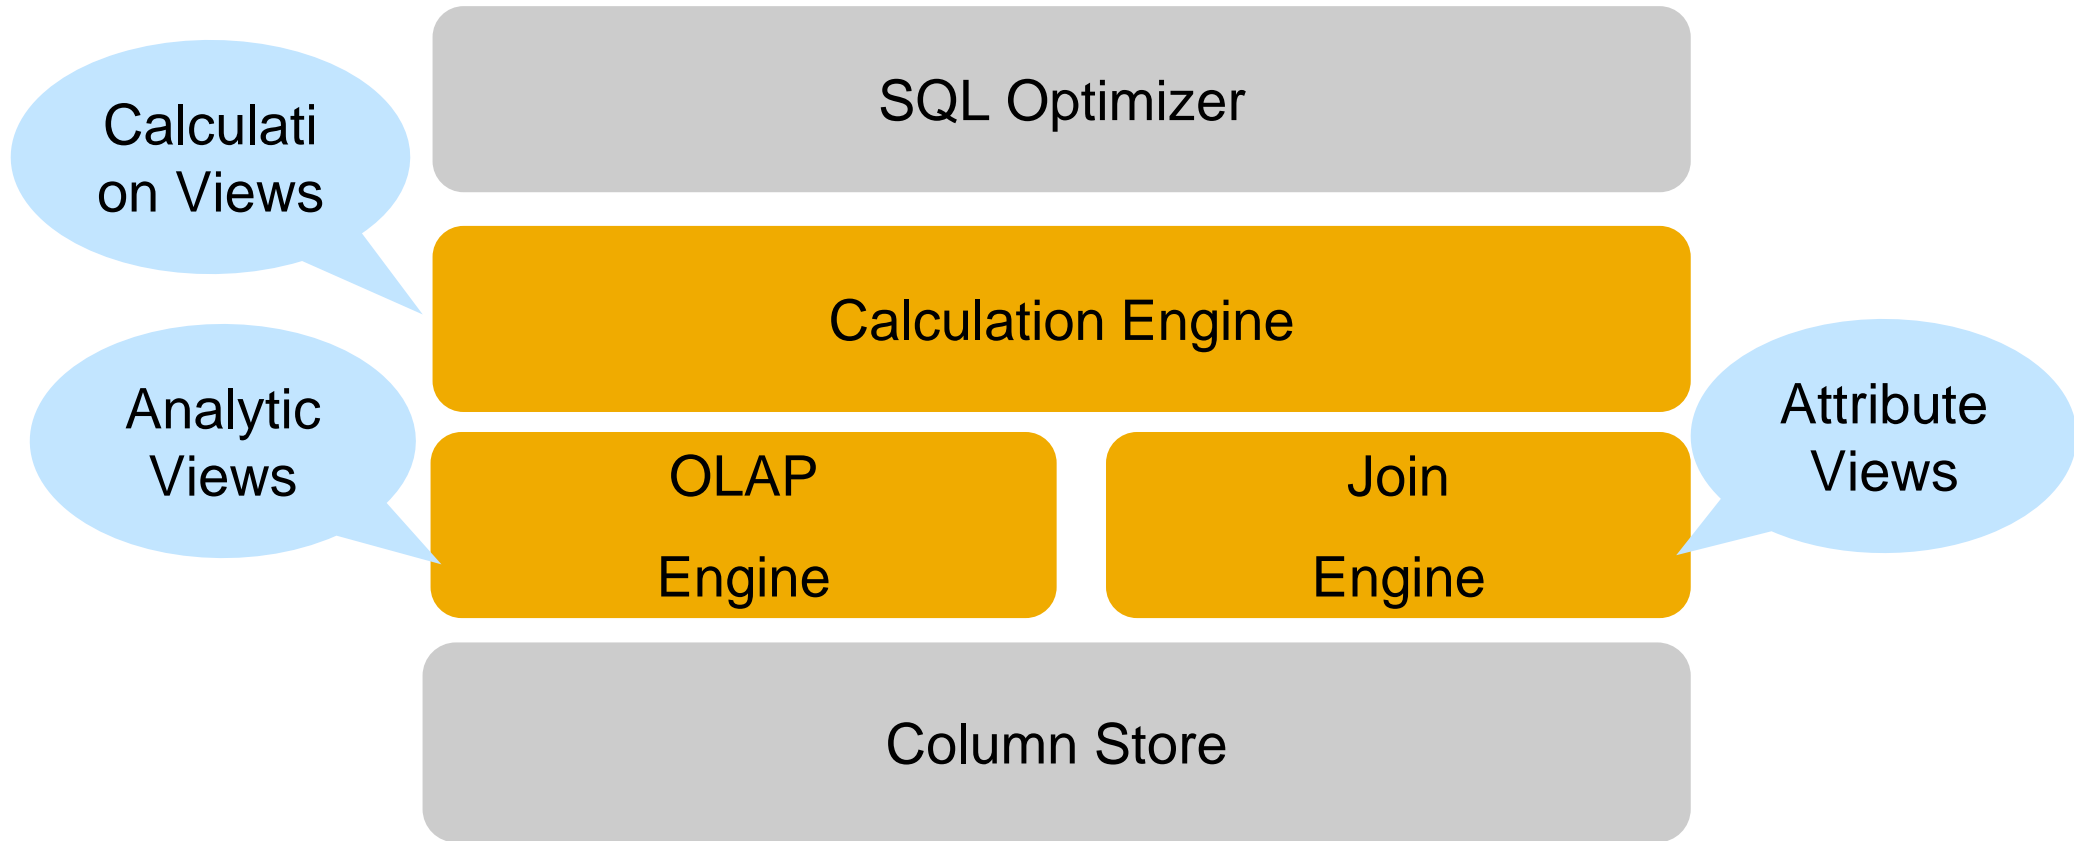 SQL Optimizer
Calculati
on Views
Calculation Engine
Analytic
Views
Attribute
Views
OLAP
Engine
Join
Engine
Column Store